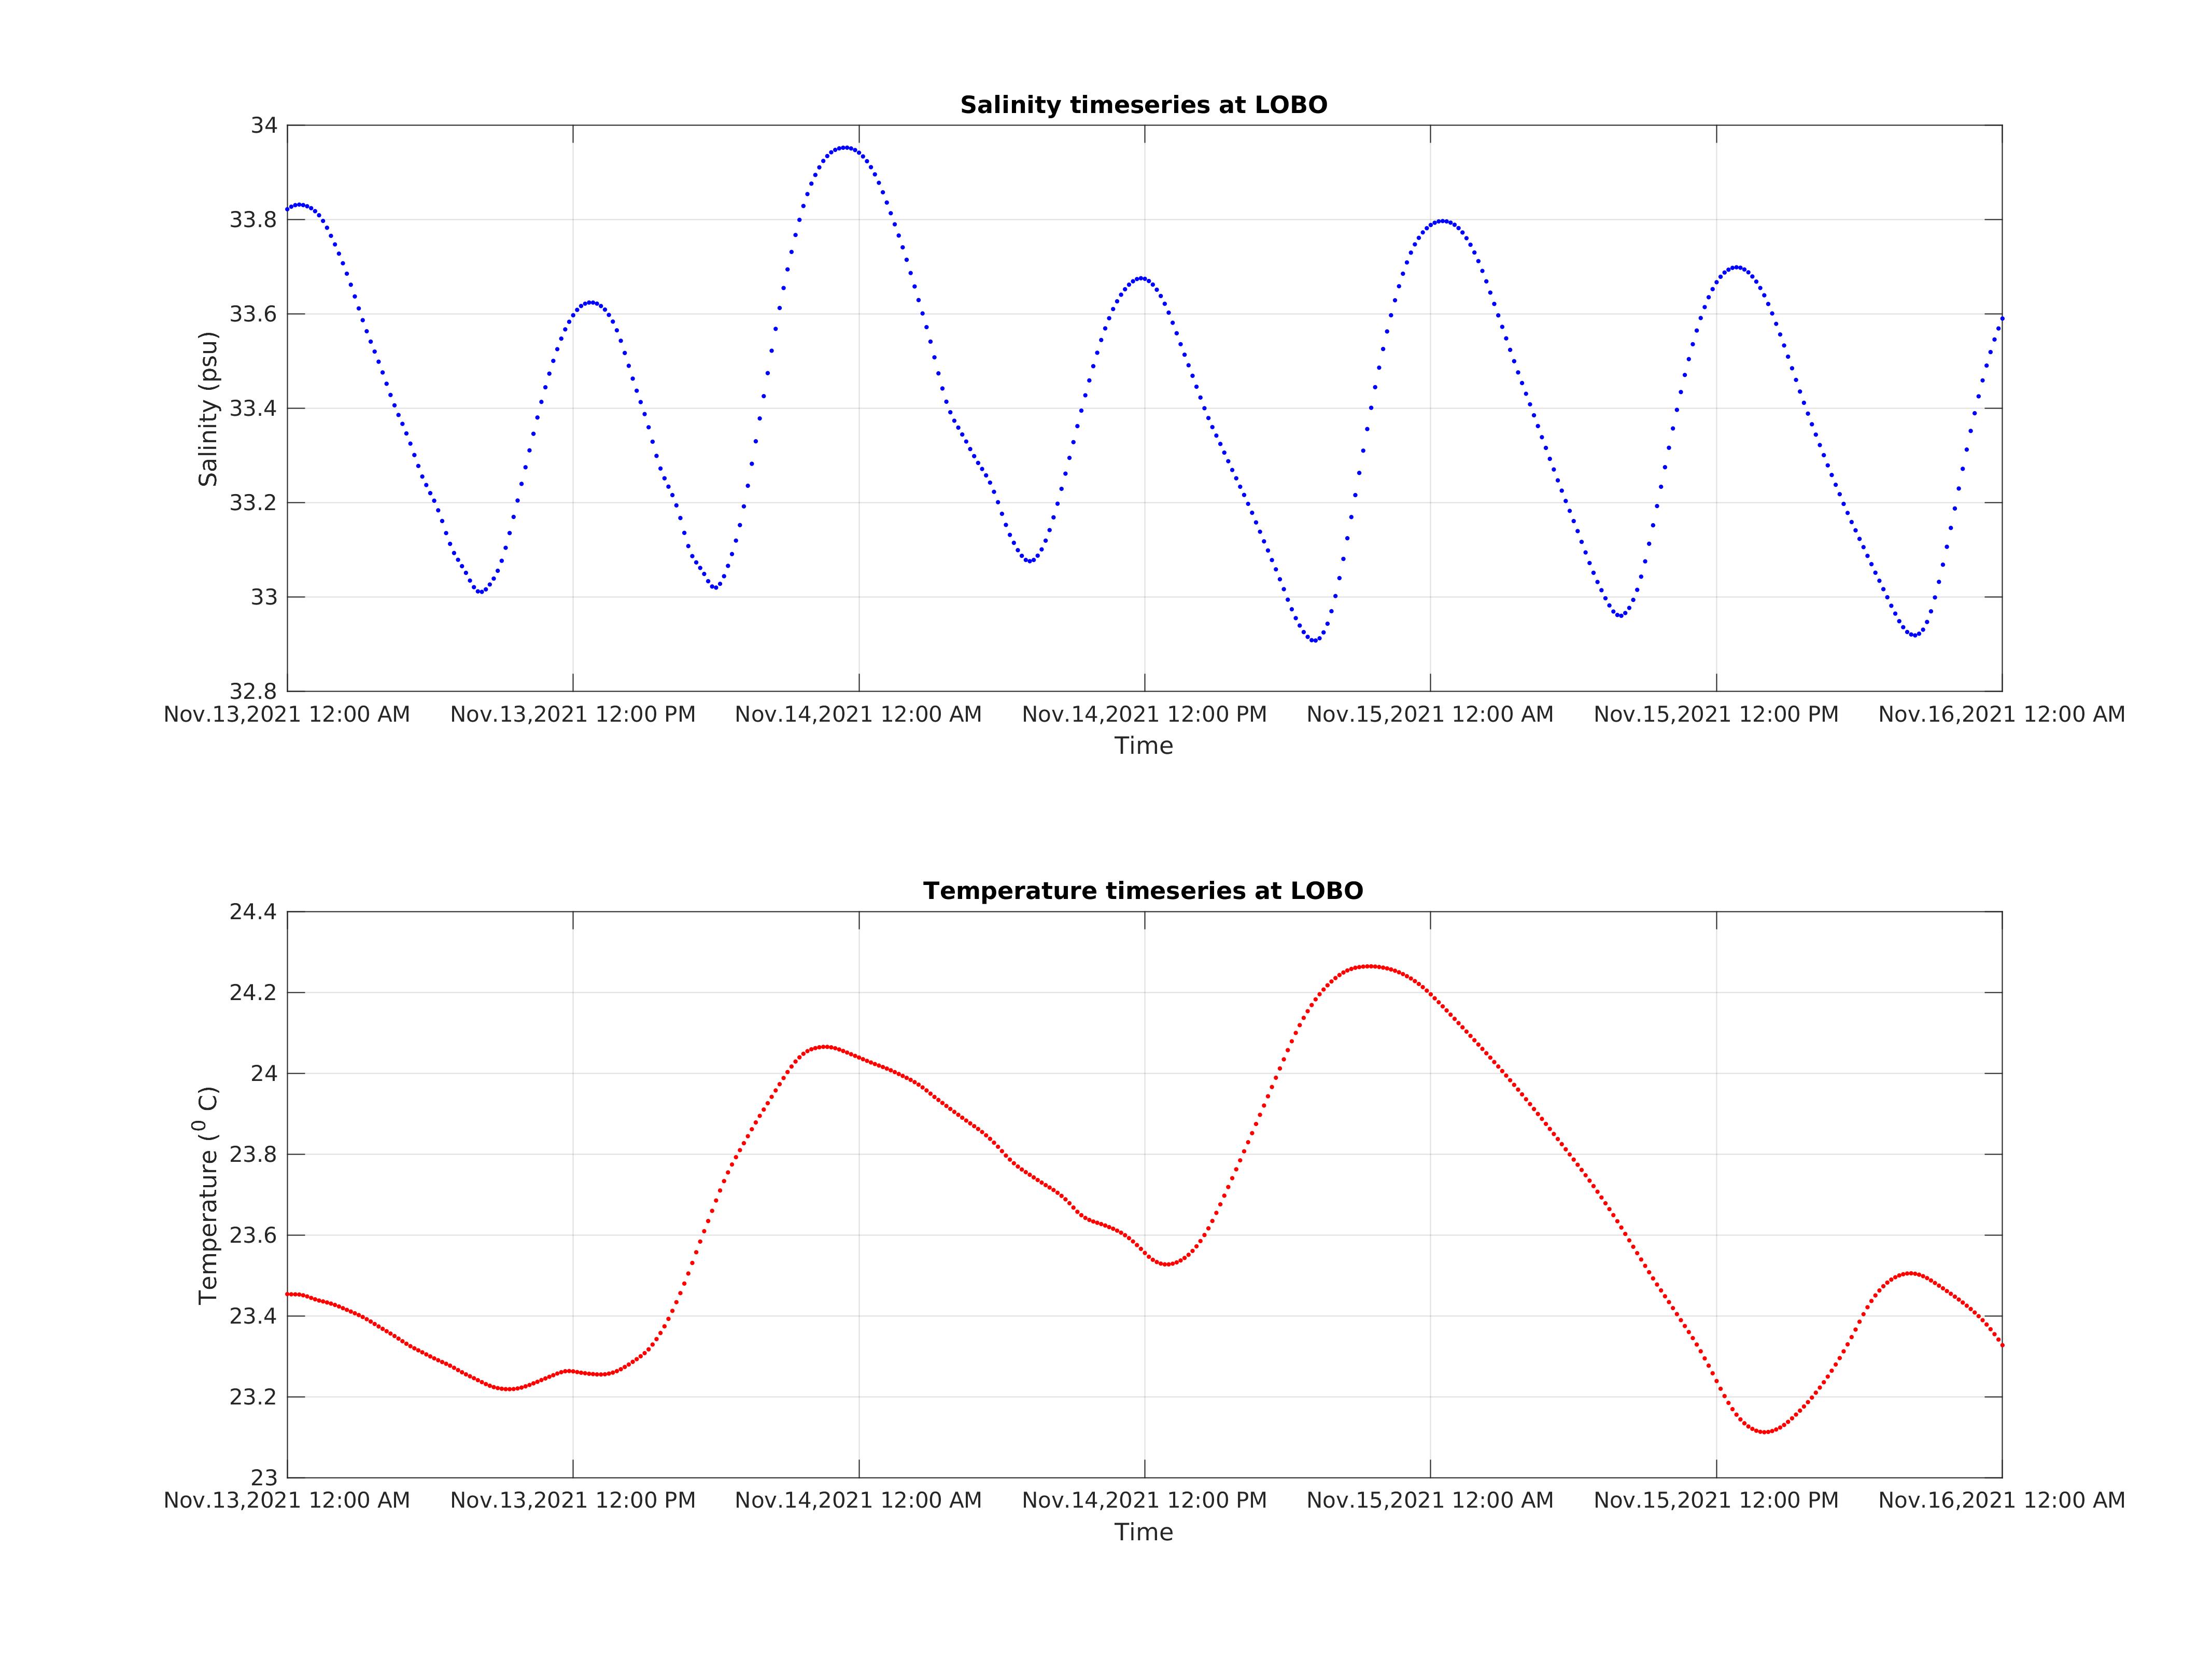 Salinity timeseries at LOBO
34
33.8
33.6
33.4
33.2
33
32.8
Salinity (psu)
Nov.13,2021 12:00 AM Nov.13,2021 12:00 PM Nov.14,2021 12:00 AM Nov.14,2021 12:00 PM Nov.15,2021 12:00 AM Nov.15,2021 12:00 PM Nov.16,2021 12:00 AM
Time
Temperature timeseries at LOBO
24.4
24.2
24
23.8
23.6
23.4
23.2
23
Temperature (⁰ C)
Nov.13,2021 12:00 AM Nov.13,2021 12:00 PM Nov.14,2021 12:00 AM Nov.14,2021 12:00 PM Nov.15,2021 12:00 AM Nov.15,2021 12:00 PM Nov.16,2021 12:00 AM
Time